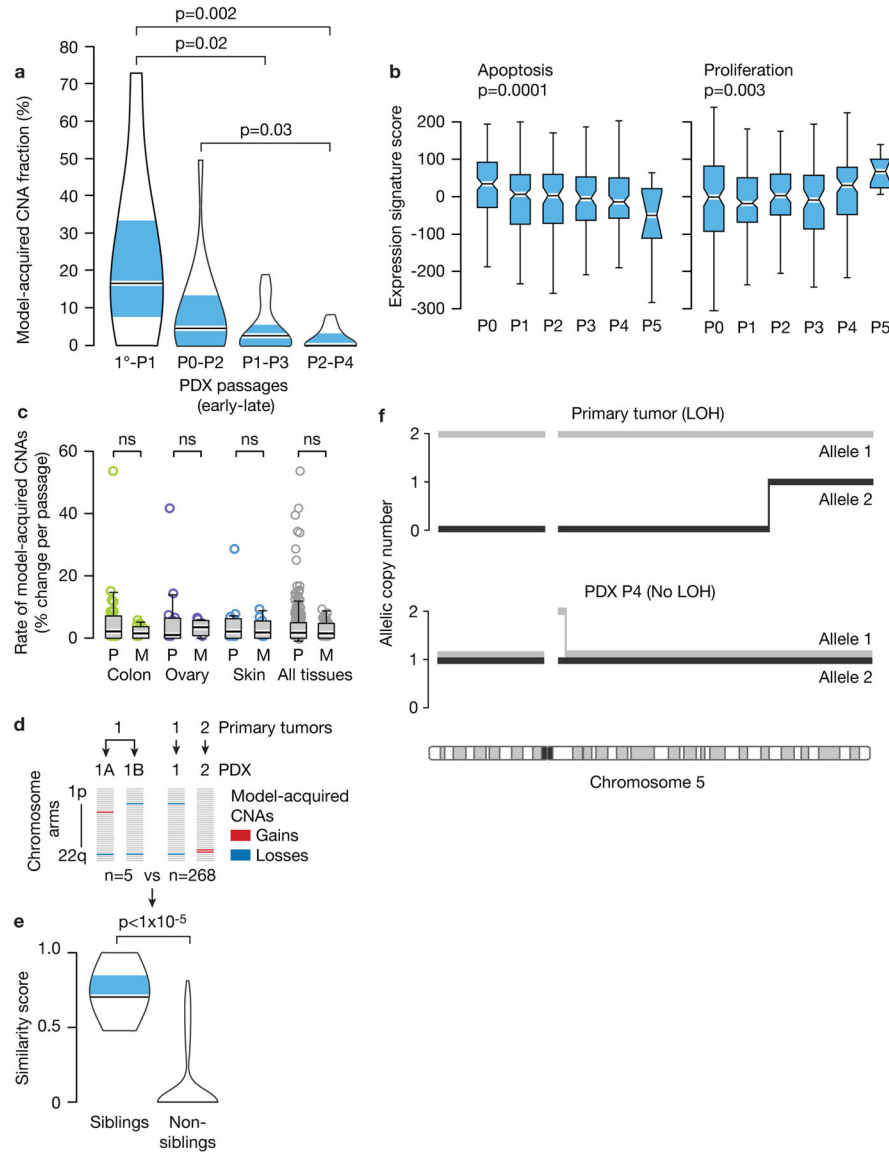 a
p=0.002
p=0.02
p=0.03
Model-acquired CNA fraction (%)
80
70
60
50
40
30
20
10
0
1°-P1
P0-P2
P1-P3
P2-P4
PDX passages
(early-late)
b
Apoptosis
p=0.0001
Proliferation
p=0.003
Expression signature score
200
100
0
-100
-300
P0
P1
P2
P3
P4
P5
P0
P1
P2
P3
P4
P5
c
Rate of model-acquired CNAs
(% change per passage)
60
40
20
0
ns
ns
ns
ns
P
M
P
M
P
M
P
M
Colon
Ovary
Skin
All tissues
d
1
1
2
Primary tumors
1A
1B
1
2
PDX
Chromosome
arms
1p
22q
Model-acquired
CNAs
Gains
Losses
n=5 vs n=268
e
p<1x10-5
Similarity score
1.0
0.5
0
Siblings
Non-
siblings
f
Primary tumor (LOH)
Allelic copy number
2
1
0
Allele 1
Allele 2
PDX P4 (No LOH)
2
1
0
Allele 1
Allele 2
Chromosome 5